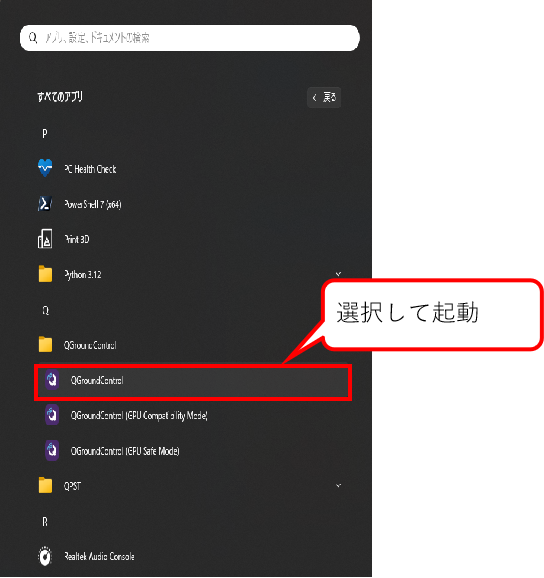 アプリ、設定、ドキュメントの検索
すべてのアプリ
戻る
P
PC Health Check
PowerShell 7 (x64)
Print 3D
Python 3.12
Q
QGroundControl
選択して起動
QGroundControl
QGroundControl (GPU Compatibility Mode)
QGroundControl (GPU Safe Mode)
QPST
R
Realtek Audio Console